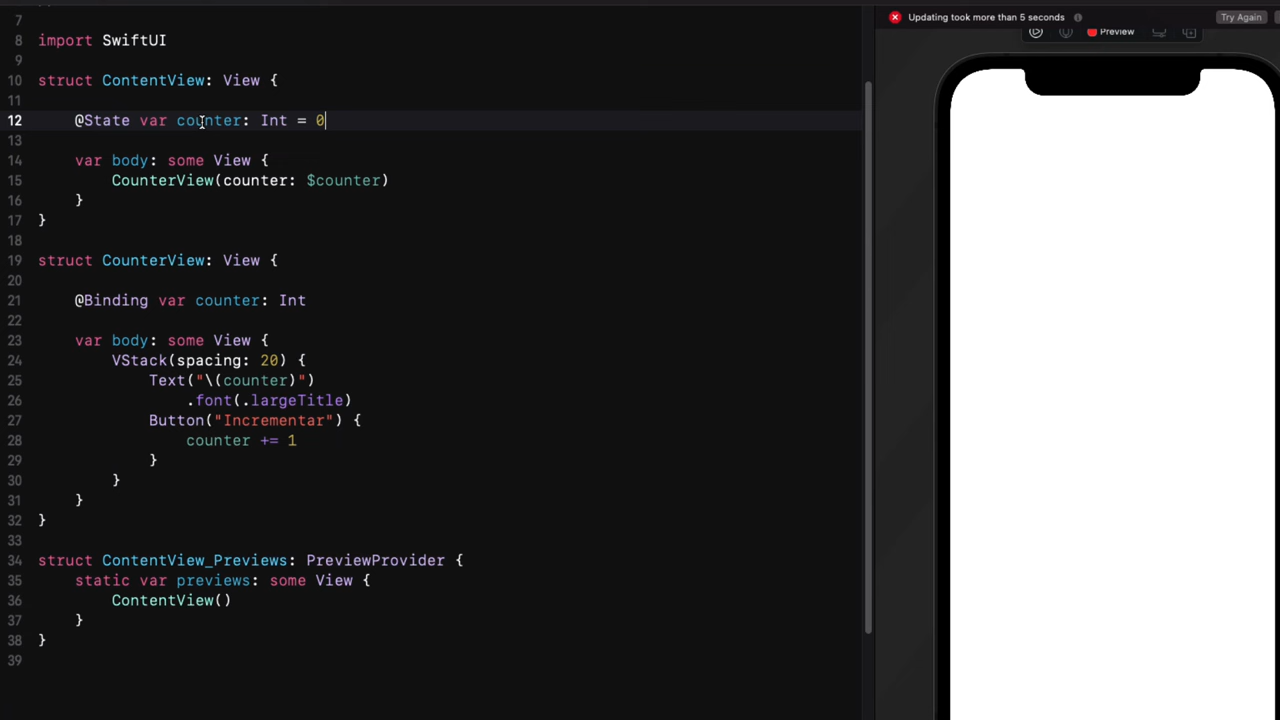 7
8 import SwiftUI
9
10 struct ContentView: View {
11
12 @State var counter: Int = 0
13
14 var body: some View {
15 CounterView(counter: $counter)
16 }
17 }
18
19 struct CounterView: View {
20
21 @Binding var counter: Int
22
23 var body: some View {
24 VStack(spacing: 20) {
25 Text("\(counter)")
26 .font(.largeTitle)
27 Button("Incrementar") {
28 counter += 1
29 }
30 }
31 }
32 }
33
34 struct ContentView_Previews: PreviewProvider {
35 static var previews: some View {
36 ContentView()
37 }
38 }
39
Updating took more than 5 seconds
Try Again
Preview